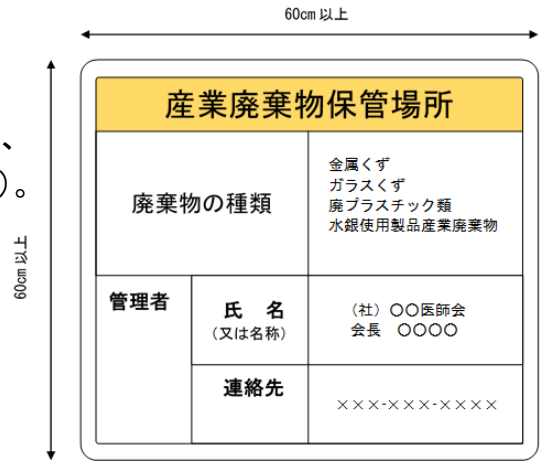 60cm以上
産業廃棄物保管場所
、
）。
60cm以上
廃棄物の種類
金属くず
ガラスくず
廃プラスチック類
水銀使用製品産業廃棄物
管理者
氏　名
（又は名称）
（社）〇〇医師会
会長　〇〇〇〇
連絡先
×××-×××-××××